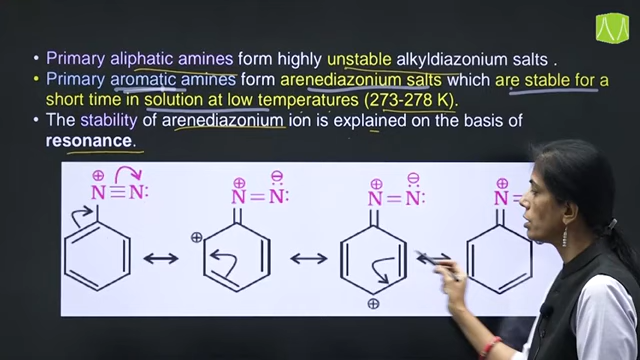 • Primary aliphatic amines form highly unstable alkyldiazonium salts .
• Primary aromatic amines form arenediazonium salts which are stable for a
short time in solution at low temperatures (273-278 K).
• The stability of arenediazonium ion is explained on the basis of
resonance.
⊕ ⊖ ⊖ ⊕
N≡N: N=N̈: N=N̈: N=
⊕
⊕